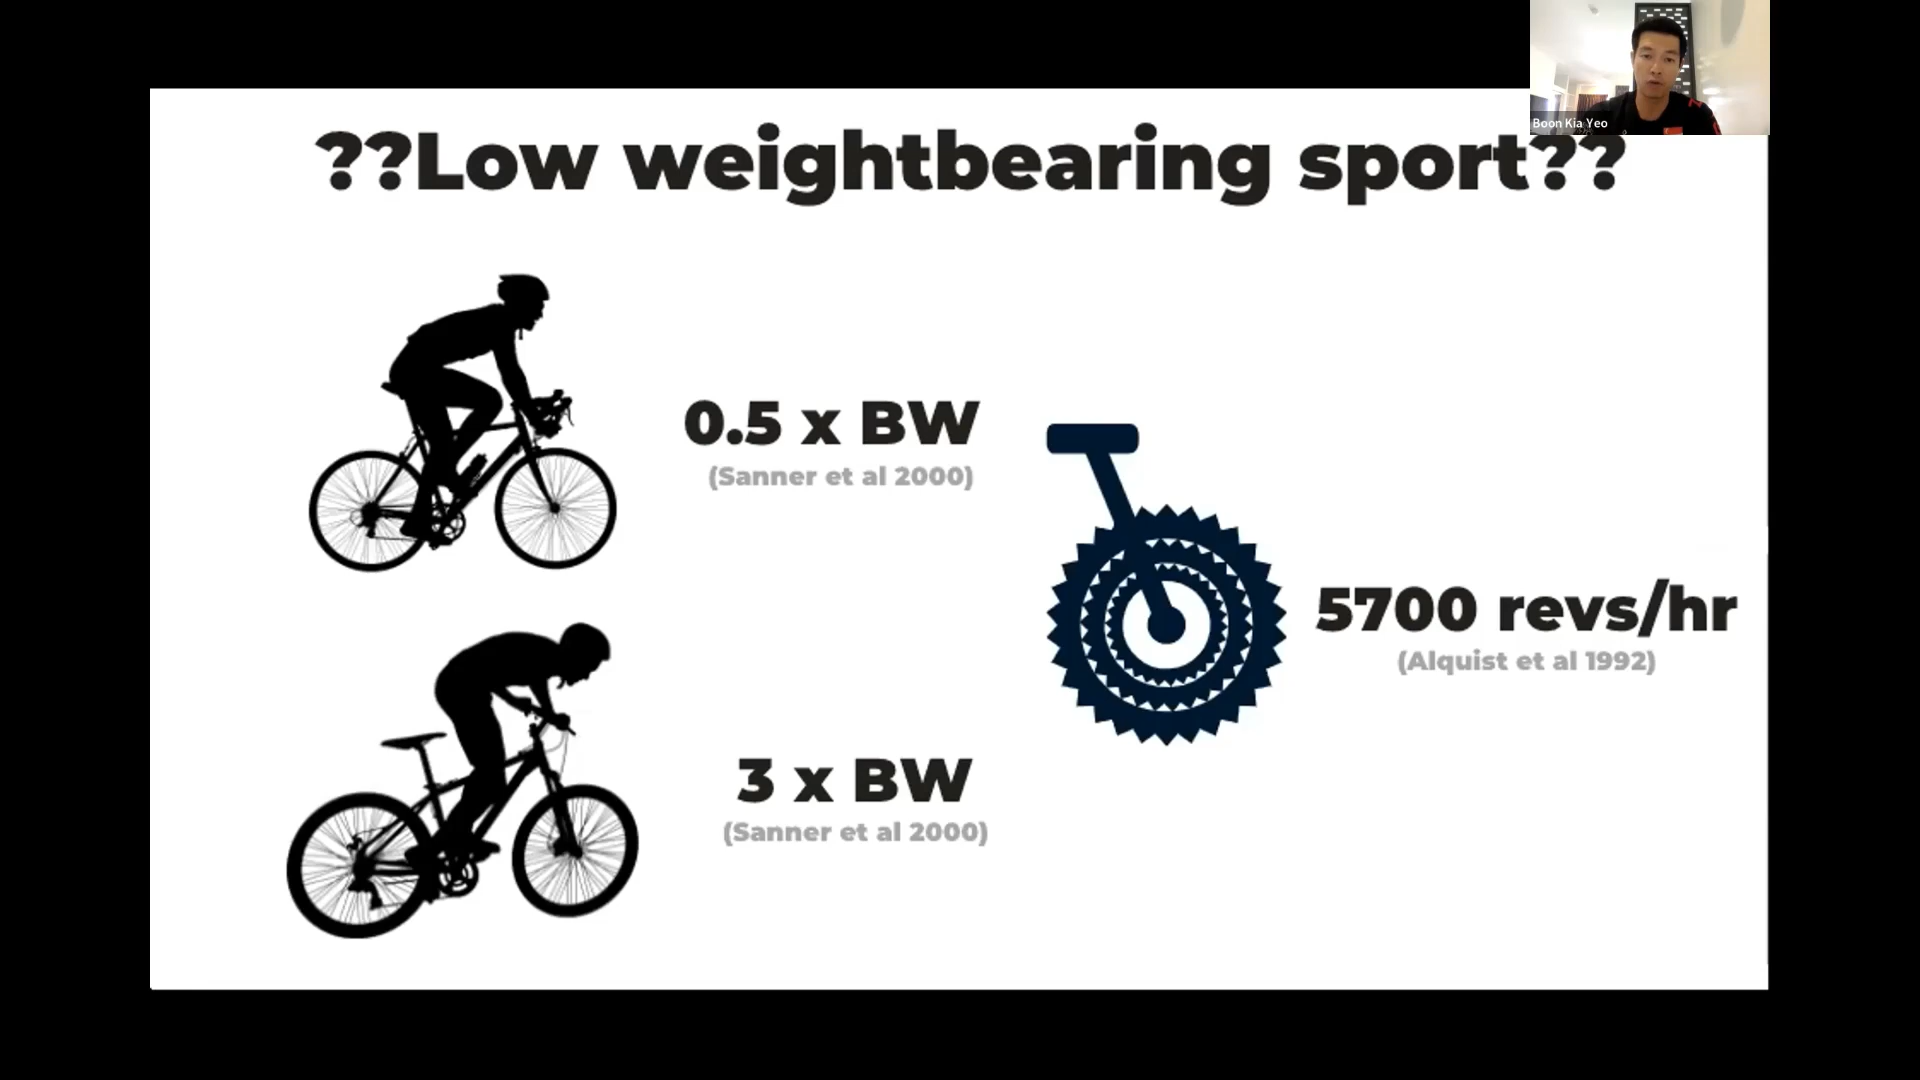 Boon Kia Yeo
??Low weightbearing sport??
0.5 x BW
(Sanner et al 2000)
5700 revs/hr
(Alquist et al 1992)
3 x BW
(Sanner et al 2000)